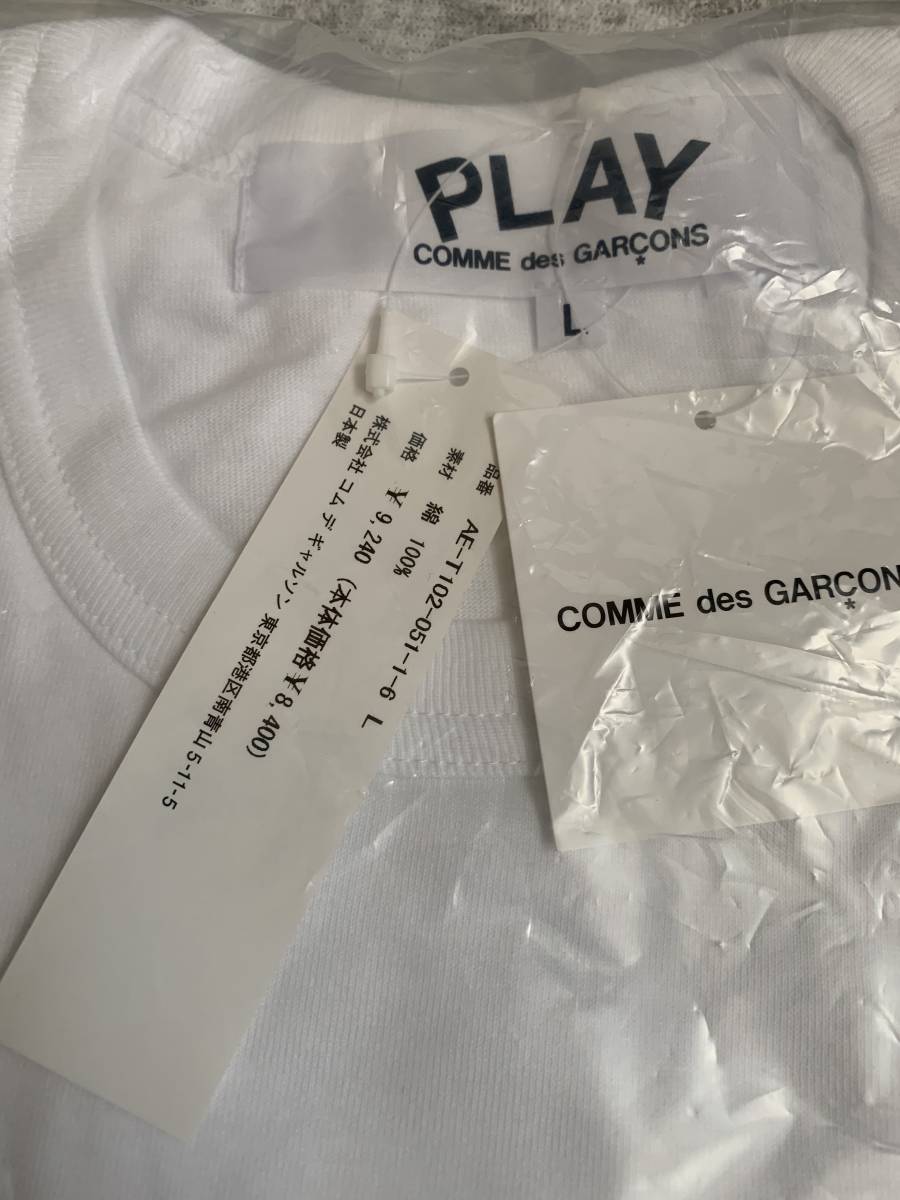 PLAY
COMME des GARÇONS
L
品番 AE-T102-051-1-6 L
素材 綿 100%
価格 ¥ 9,240 (本体価格¥ 8,400)
株式会社 コム デ ギャルソン 東京都港区南青山 5-11-5
日本製
COMME des GARÇON